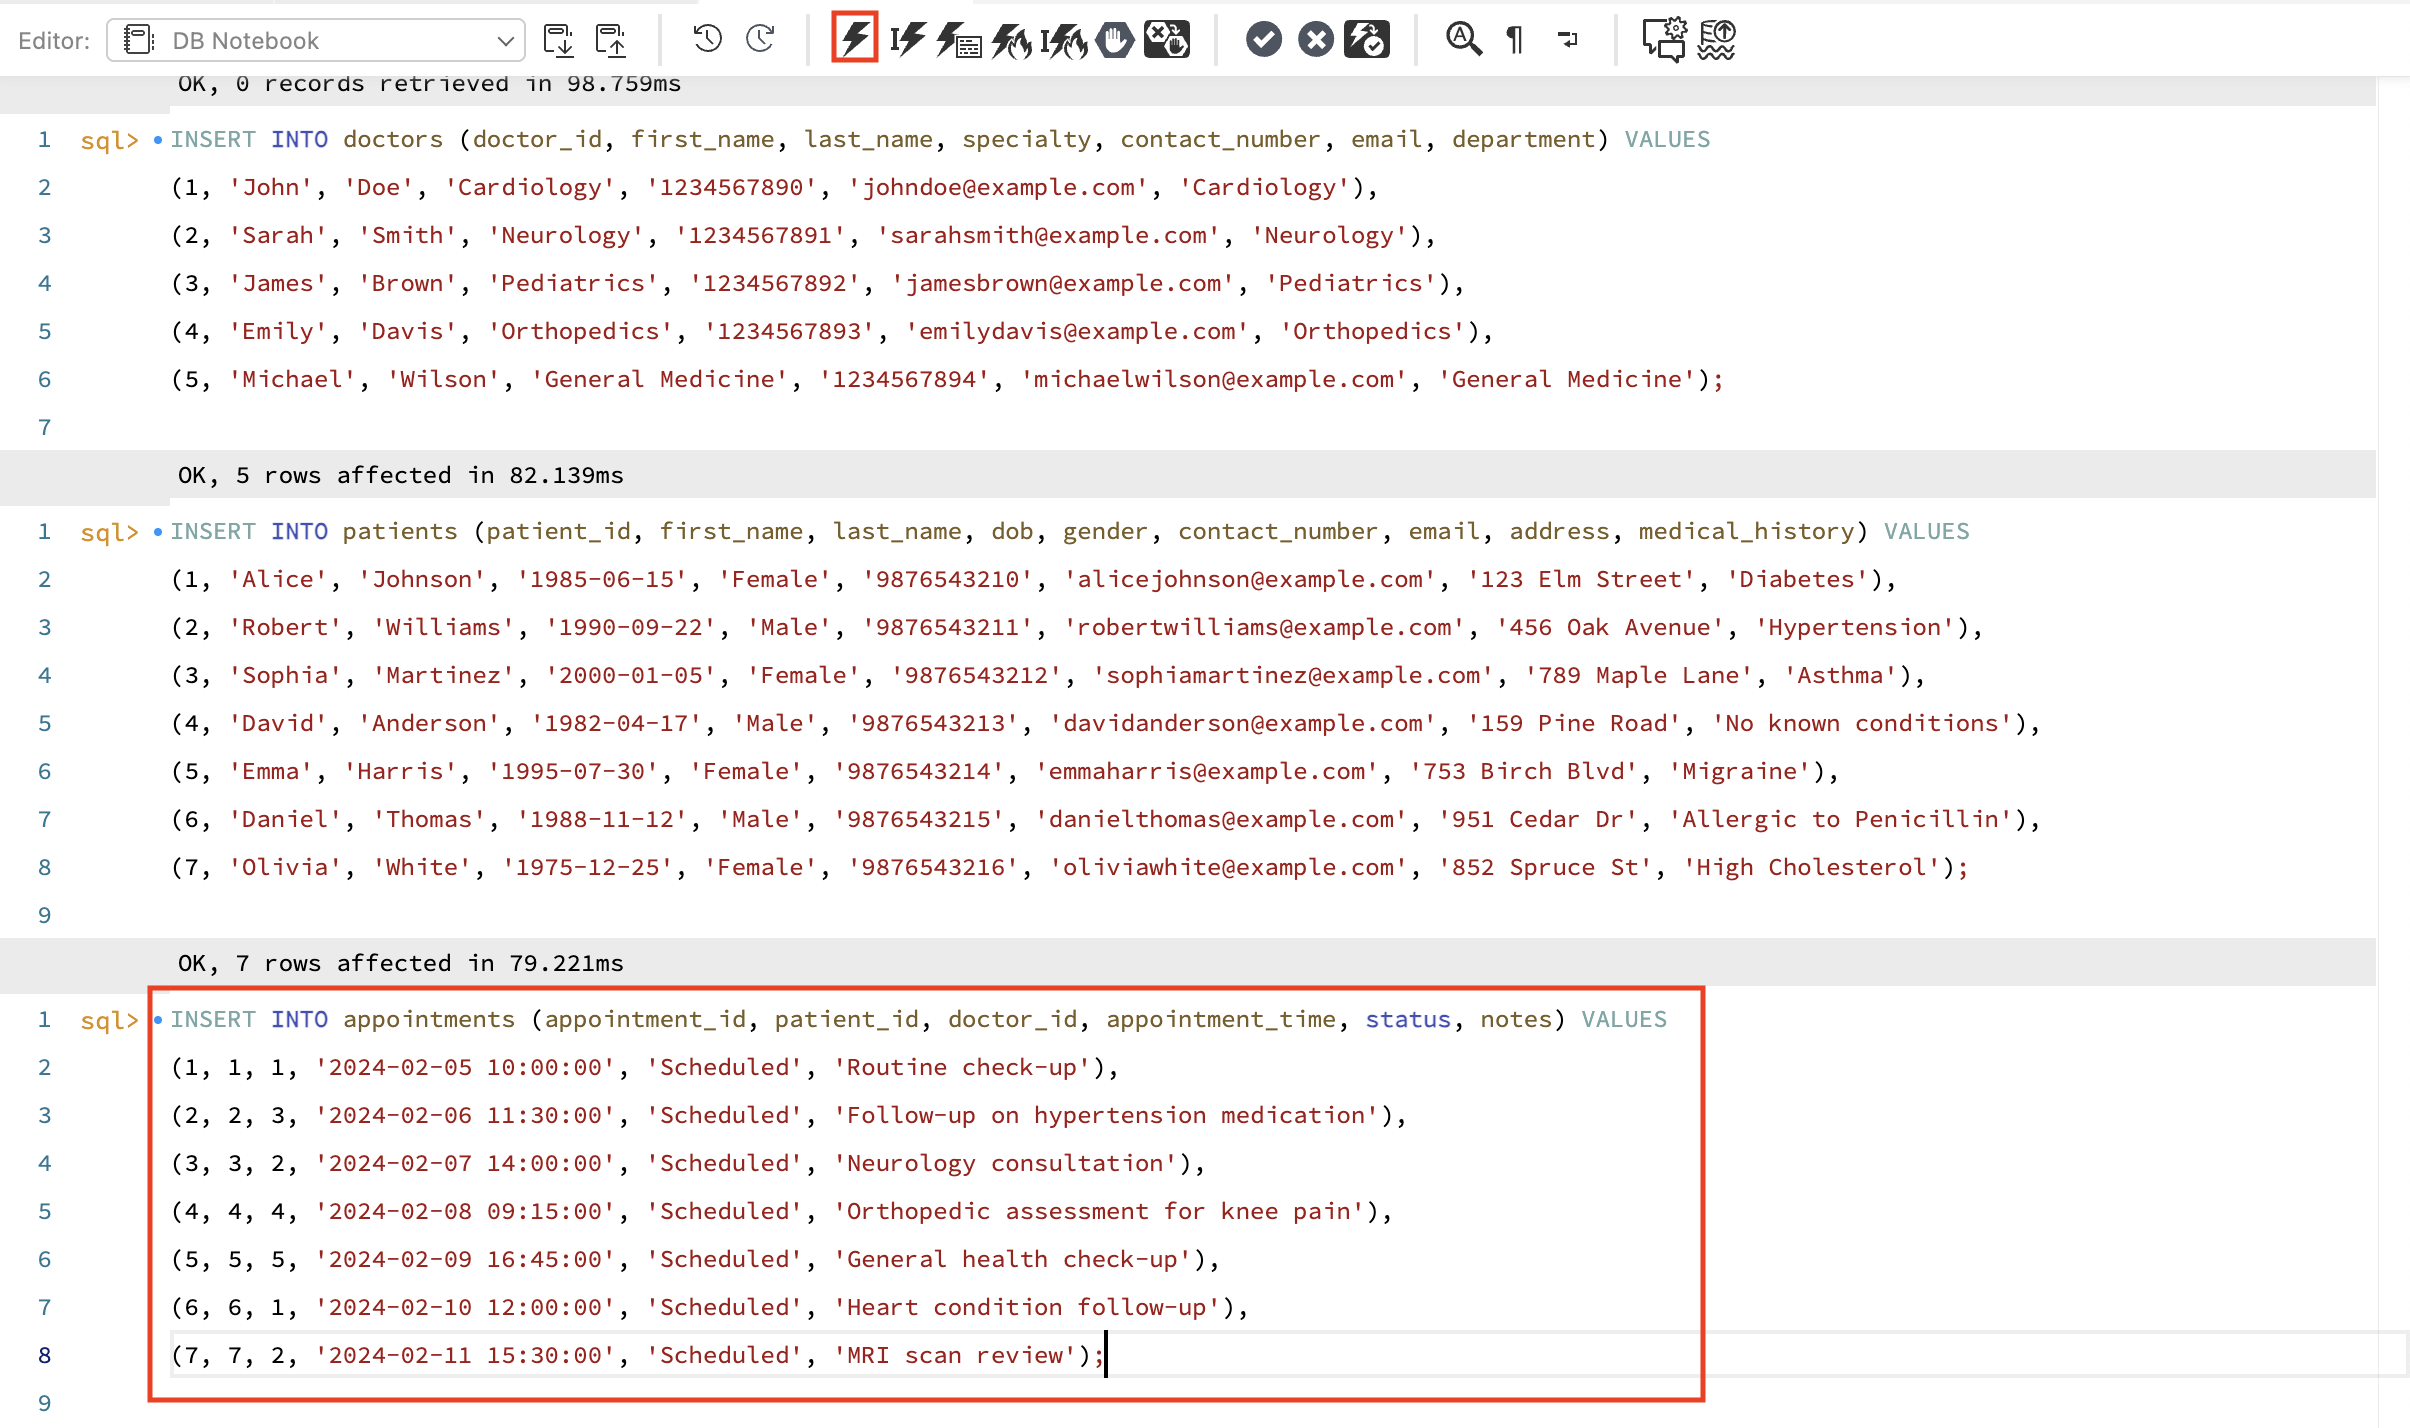 Editor: DB Notebook
OK, 0 records retrieved in 98.759ms
1 sql> INSERT INTO doctors (doctor_id, first_name, last_name, specialty, contact_number, email, department) VALUES
2 (1, 'John', 'Doe', 'Cardiology', '1234567890', 'johndoe@example.com', 'Cardiology'),
3 (2, 'Sarah', 'Smith', 'Neurology', '1234567891', 'sarahsmith@example.com', 'Neurology'),
4 (3, 'James', 'Brown', 'Pediatrics', '1234567892', 'jamesbrown@example.com', 'Pediatrics'),
5 (4, 'Emily', 'Davis', 'Orthopedics', '1234567893', 'emilydavis@example.com', 'Orthopedics'),
6 (5, 'Michael', 'Wilson', 'General Medicine', '1234567894', 'michaelwilson@example.com', 'General Medicine');
7
OK, 5 rows affected in 82.139ms
1 sql> INSERT INTO patients (patient_id, first_name, last_name, dob, gender, contact_number, email, address, medical_history) VALUES
2 (1, 'Alice', 'Johnson', '1985-06-15', 'Female', '9876543210', 'alicejohnson@example.com', '123 Elm Street', 'Diabetes'),
3 (2, 'Robert', 'Williams', '1990-09-22', 'Male', '9876543211', 'robertwilliams@example.com', '456 Oak Avenue', 'Hypertension'),
4 (3, 'Sophia', 'Martinez', '2000-01-05', 'Female', '9876543212', 'sophiamartinez@example.com', '789 Maple Lane', 'Asthma'),
5 (4, 'David', 'Anderson', '1982-04-17', 'Male', '9876543213', 'davidanderson@example.com', '159 Pine Road', 'No known conditions'),
6 (5, 'Emma', 'Harris', '1995-07-30', 'Female', '9876543214', 'emmaharris@example.com', '753 Birch Blvd', 'Migraine'),
7 (6, 'Daniel', 'Thomas', '1988-11-12', 'Male', '9876543215', 'danielthomas@example.com', '951 Cedar Dr', 'Allergic to Penicillin'),
8 (7, 'Olivia', 'White', '1975-12-25', 'Female', '9876543216', 'oliviawhite@example.com', '852 Spruce St', 'High Cholesterol');
9
OK, 7 rows affected in 79.221ms
1 sql> INSERT INTO appointments (appointment_id, patient_id, doctor_id, appointment_time, status, notes) VALUES
2 (1, 1, 1, '2024-02-05 10:00:00', 'Scheduled', 'Routine check-up'),
3 (2, 2, 3, '2024-02-06 11:30:00', 'Scheduled', 'Follow-up on hypertension medication'),
4 (3, 3, 2, '2024-02-07 14:00:00', 'Scheduled', 'Neurology consultation'),
5 (4, 4, 4, '2024-02-08 09:15:00', 'Scheduled', 'Orthopedic assessment for knee pain'),
6 (5, 5, 5, '2024-02-09 16:45:00', 'Scheduled', 'General health check-up'),
7 (6, 6, 1, '2024-02-10 12:00:00', 'Scheduled', 'Heart condition follow-up'),
8 (7, 7, 2, '2024-02-11 15:30:00', 'Scheduled', 'MRI scan review');
9